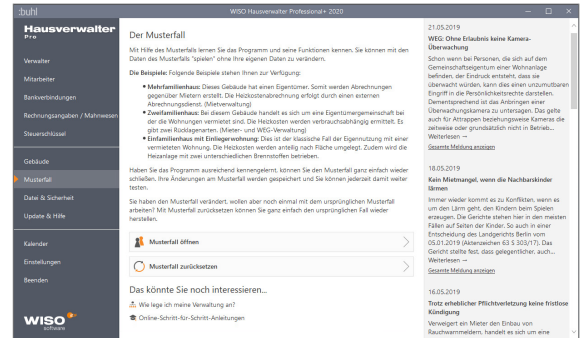 :buhl
WISO Hausverwalter Professional+ 2020
Hausverwalter
Pro
Verwalter
Mitarbeiter
Bankverbindungen
Rechnungsangaben / Mahnwesen
Steuerschlüssel
Gebäude
Musterfall
Datei & Sicherheit
Update & Hilfe
Kalender
Einstellungen
Beenden
WISO
software
Der Musterfall
Mit Hilfe des Musterfalls lernen Sie das Programm und seine Funktionen kennen. Sie können mit den
Daten des Musterfalls "spielen" ohne Ihre eigenen Daten zu verändern.
Die Beispiele: Folgende Beispiele stehen Ihnen zur Verfügung:
• Mehrfamilienhaus: Dieses Gebäude hat einen Eigentümer. Somit werden Abrechnungen
gegenüber Mietern erstellt. Die Heizkostenabrechnung erfolgt durch einen externen
Abrechnungsdienst. (Mietverwaltung)
• Zweifamilienhaus: Bei diesem Gebäude handelt es sich um eine Eigentümergemeinschaft bei
der die Wohnungen vermietet sind. Die Heizkosten werden verbrauchsabhängig ermittelt. Es
gibt zwei Rücklagenarten. (Mieter- und WEG-Verwaltung)
• Einfamilienhaus mit Einliegerwohnung: Dies ist der klassische Fall der Eigennutzung mit einer
vermieteten Wohnung. Die Heizkosten werden anteilig nach Fläche umgelegt. Zudem wird die
Heizanlage mit zwei unterschiedlichen Brennstoffen betrieben.
Haben Sie das Programm ausreichend kennengelernt, können Sie den Musterfall ganz einfach wieder
schließen. Ihre Änderungen am Musterfall werden gespeichert und Sie können jederzeit damit weiter
testen.
Sie haben den Musterfall verändert, wollen aber noch einmal mit dem ursprünglichen Musterfall
arbeiten? Mit Musterfall zurücksetzen können Sie ganz einfach den ursprünglichen Fall wieder
herstellen.
Musterfall öffnen
Musterfall zurücksetzen
Das könnte Sie noch interessieren...
Wie lege ich meine Verwaltung an?
Online-Schritt-für-Schritt-Anleitungen
21.05.2019
WEG: Ohne Erlaubnis keine Kamera-
Überwachung
Schon wenn bei Personen, die sich auf dem
Gemeinschaftseigentum einer Wohnanlage
befinden, der Eindruck entsteht, dass sie
überwacht würden, kann dies einen unzumutbaren
Eingriff in die Persönlichkeitsrechte darstellen.
Dementsprechend ist das Anbringen einer
Überwachungskamera zu untersagen. Das gelte
auch für Attrappen beziehungsweise Kameras die
zeitweise oder grundsätzlich nicht in Betrieb...
Weiterlesen →
Gesamte Meldung anzeigen
18.05.2019
Kein Mietmangel, wenn die Nachbarskinder
lärmen
Immer wieder kommt es zu Konflikten, wenn es
um den Lärm geht, den Kindern beim Spielen
erzeugen. Die Gerichte stehen hier in den meisten
Fällen auf Seiten der Kinder. So auch in einer
Entscheidung des Landgerichts Berlin vom
05.01.2019 (Aktenzeichen 63 S 303/17). Das
Gericht stellte fest, dass gelegentlicher, auch...
Weiterlesen →
Gesamte Meldung anzeigen
16.05.2019
Trotz erheblicher Pflichtverletzung keine fristlose
Kündigung
Verweigert ein Mieter den Einbau von
Rauchwarnmeldern, handelt es sich um eine